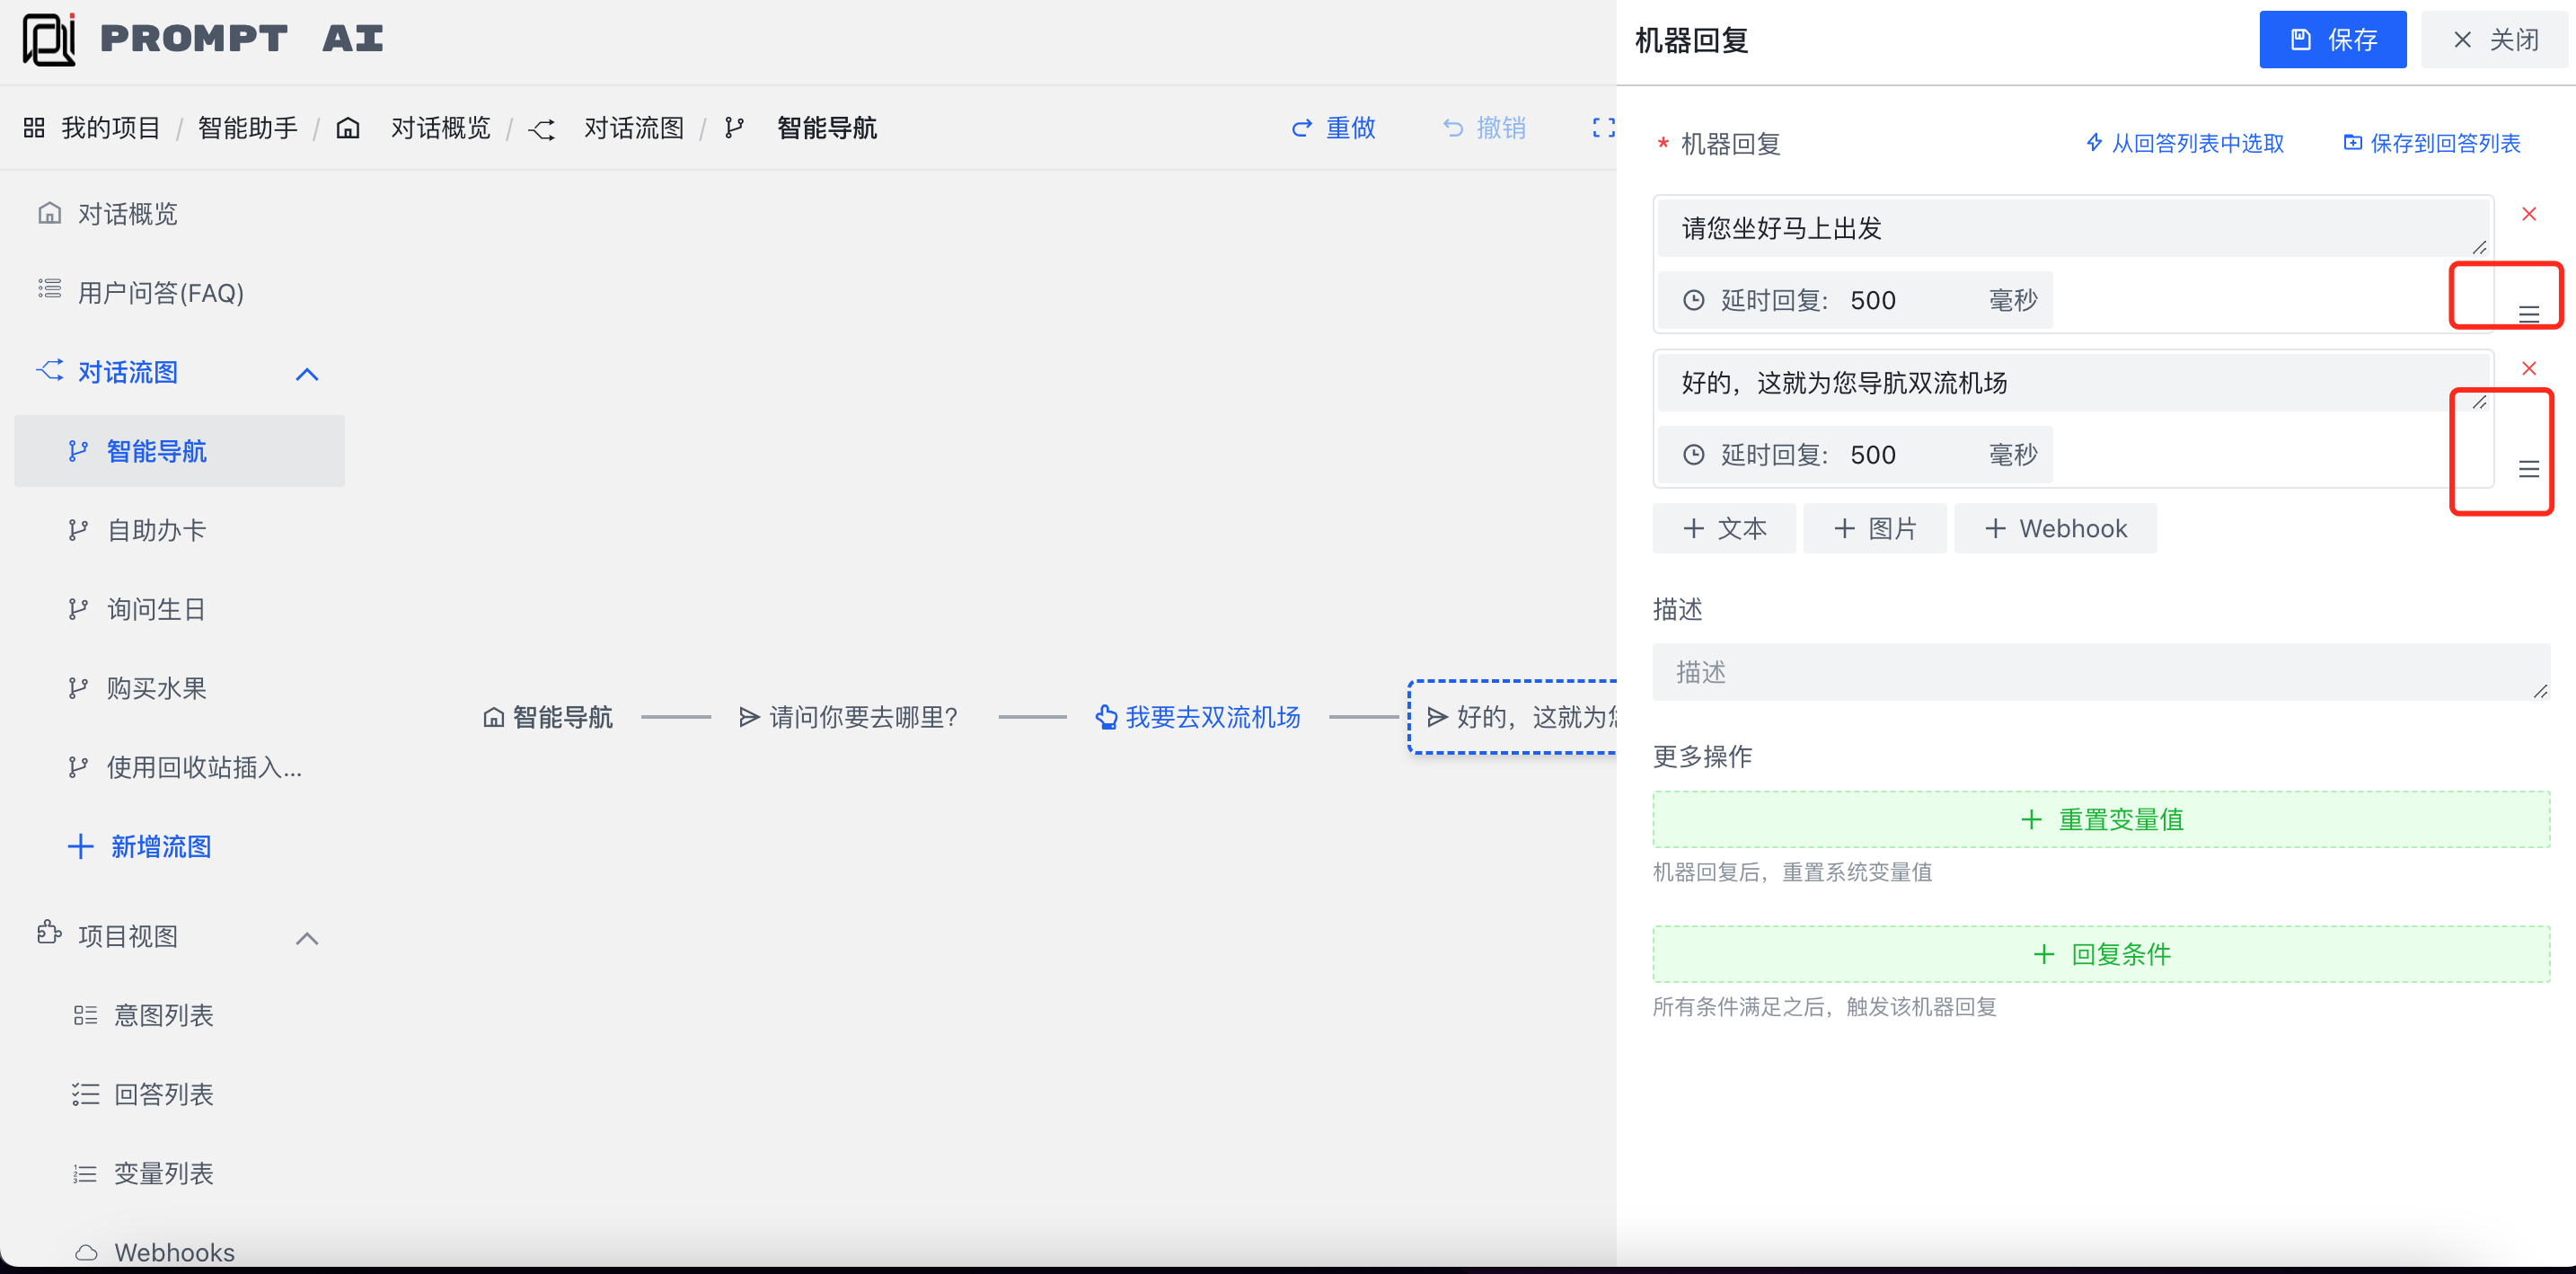 PROMPT AI
我的项目 / 智能助手 / 对话概览 / 对话流图 / 智能导航
重做
撤销
对话概览
用户问答(FAQ)
对话流图
智能导航
自助办卡
询问生日
购买水果
使用回收站插入...
新增流图
项目视图
意图列表
回答列表
变量列表
Webhooks
智能导航
请问你要去哪里?
我要去双流机场
好的，这就为您
机器回复
保存
关闭
* 机器回复
从回答列表中选取
保存到回答列表
请您坐好马上出发
延时回复: 500 毫秒
好的，这就为您导航双流机场
延时回复: 500 毫秒
+ 文本
+ 图片
+ Webhook
描述
描述
更多操作
+ 重置变量值
机器回复后，重置系统变量值
+ 回复条件
所有条件满足之后，触发该机器回复